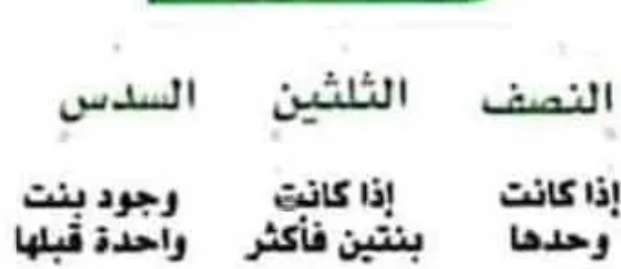 النصف الثلثين السدس
إذا كانت إذا كانت وجود بنت
وحدها بنتين فأكثر واحدة قبلها